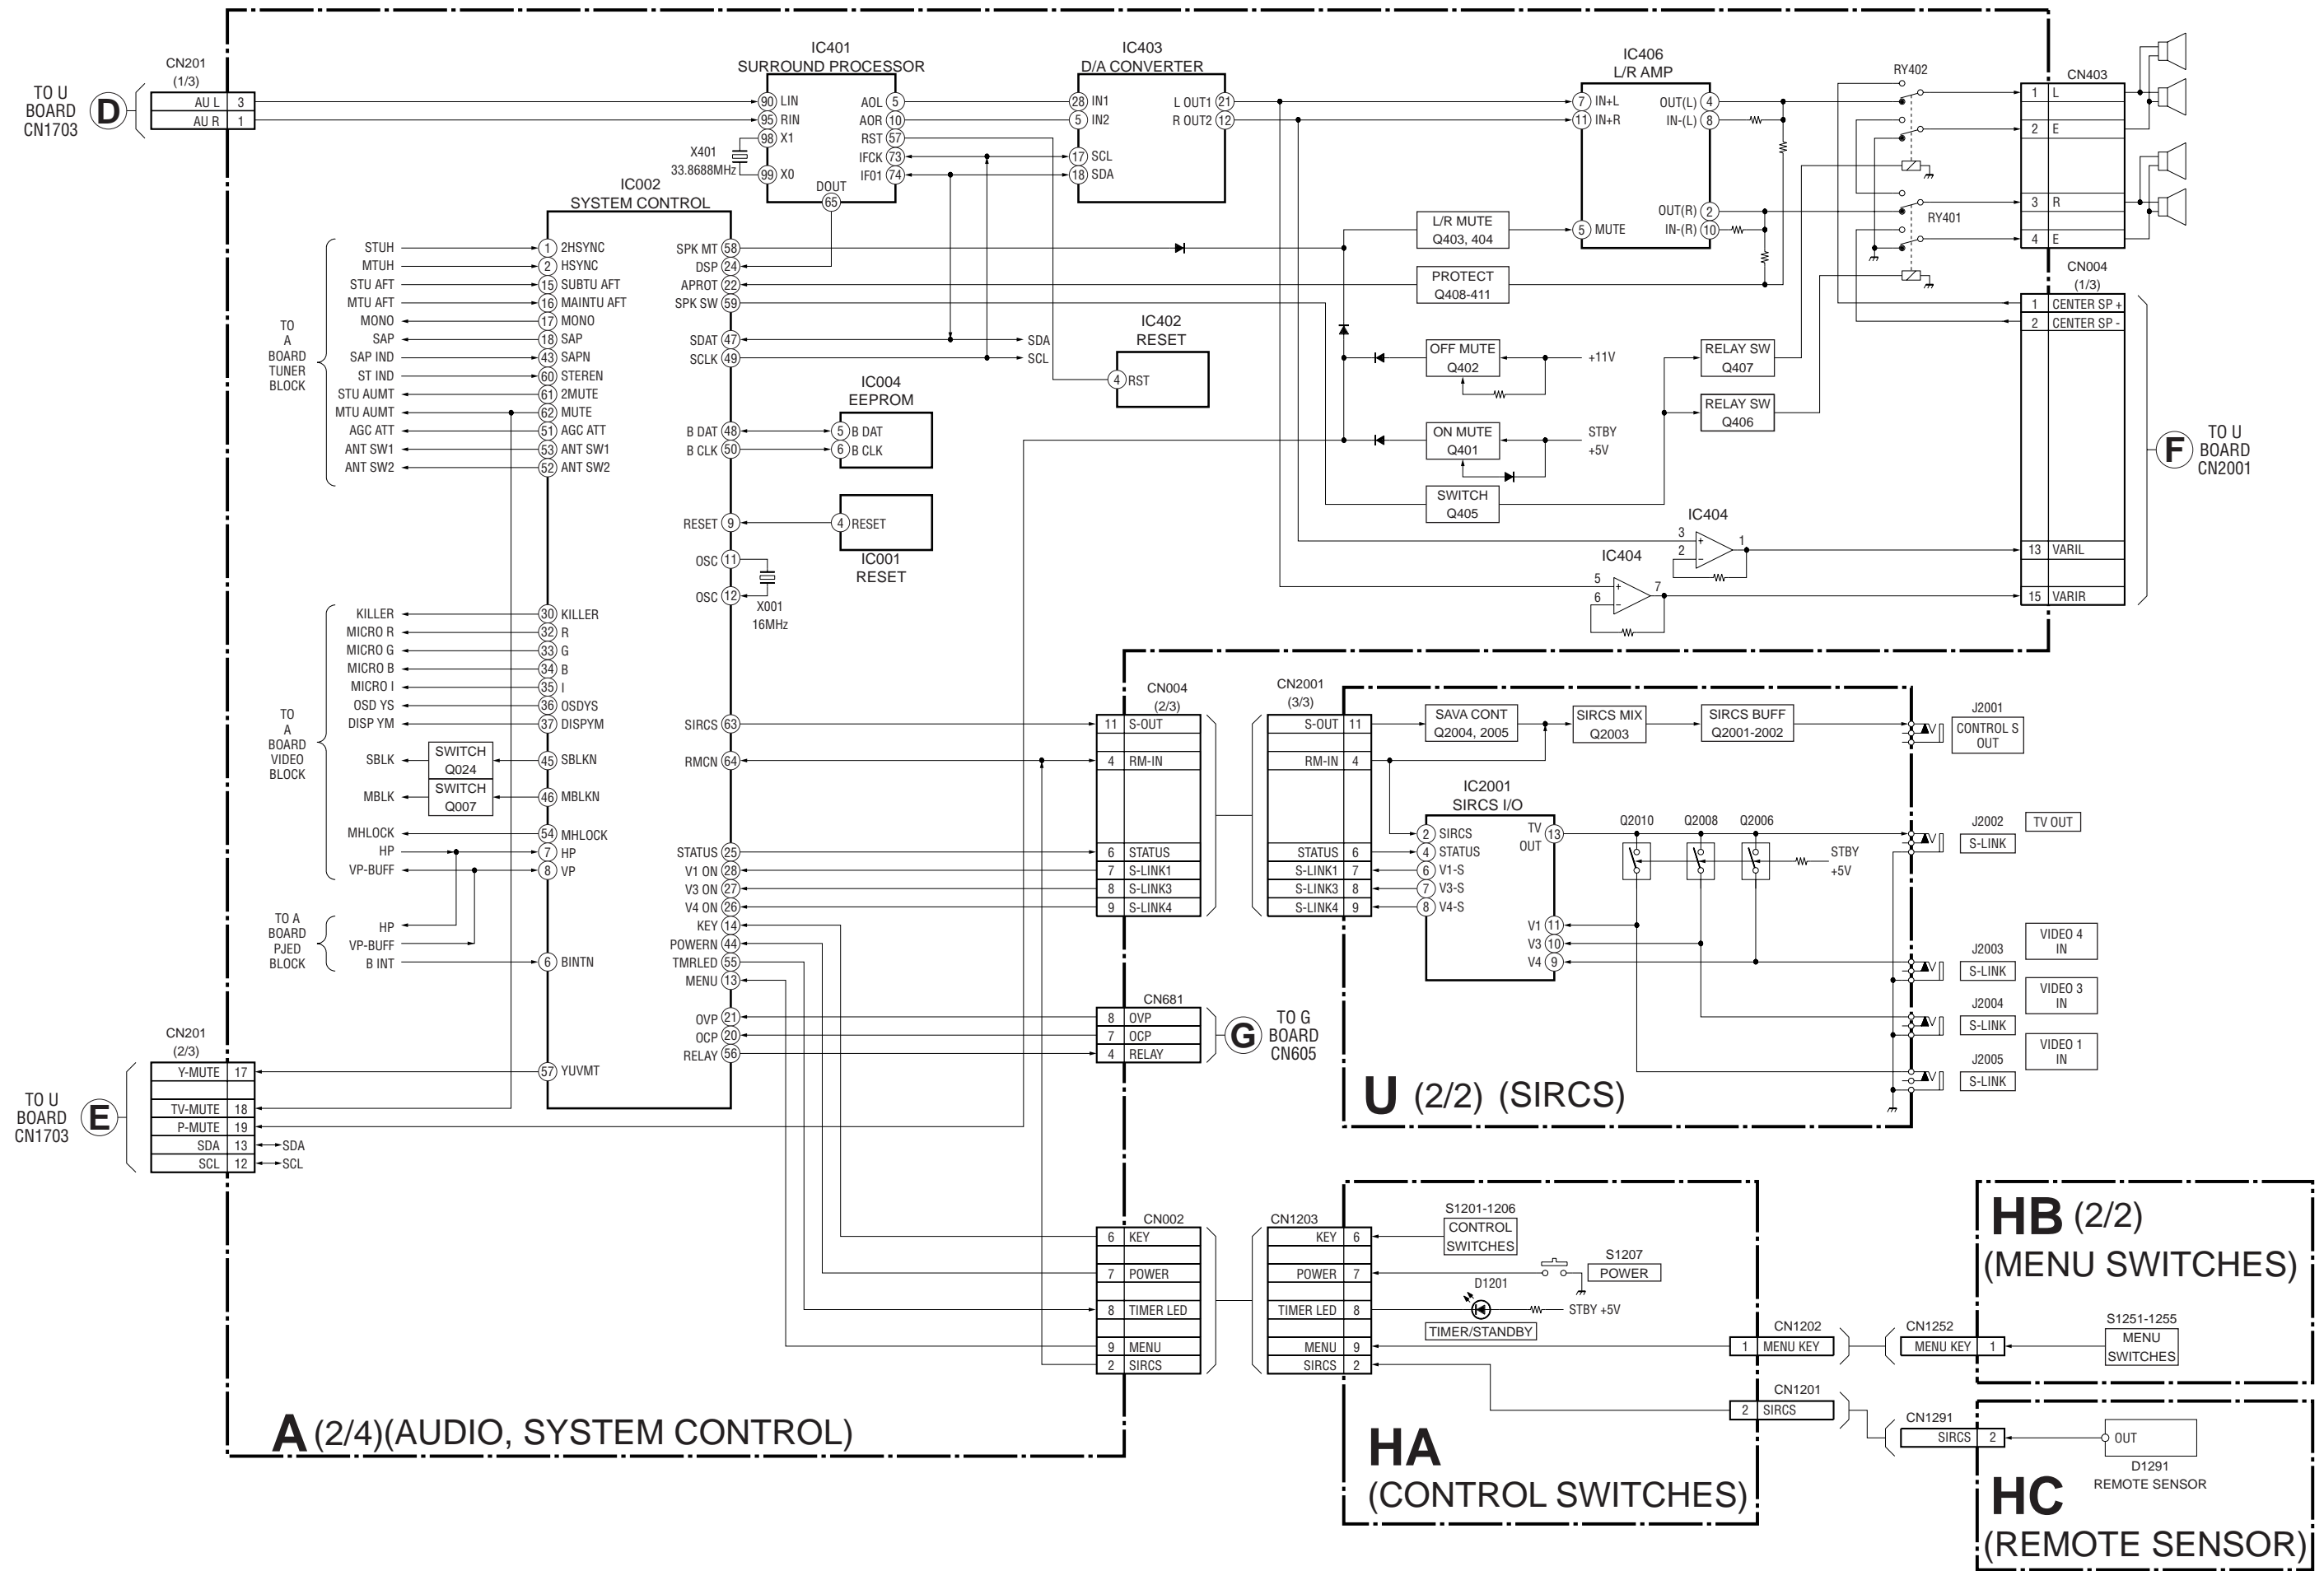 TO U
BOARD
CN1703
D
CN201
(1/3)
AU L 3
AU R 1
IC401
SURROUND PROCESSOR
90 LIN
95 RIN
98 X1
99 X0
X401
33.8688MHz
DOUT
65
AOL 5
AOR 10
RST 57
IFCK 73
IF01 74
IC403
D/A CONVERTER
28 IN1
5 IN2
17 SCL
18 SDA
L OUT1 21
R OUT2 12
IC406
L/R AMP
7 IN+L
11 IN+R
5 MUTE
OUT(L) 4
IN-(L) 8
OUT(R) 2
IN-(R) 10
RY402
RY401
CN403
1 L
2 E
3 R
4 E
CN004
(1/3)
1 CENTER SP +
2 CENTER SP -
13 VARIL
15 VARIR
F
TO U
BOARD
CN2001
L/R MUTE
Q403, 404
PROTECT
Q408-411
OFF MUTE
Q402
+11V
ON MUTE
Q401
STBY
+5V
SWITCH
Q405
RELAY SW
Q407
RELAY SW
Q406
IC404
3
2
1
+
−
IC404
5
6
7
+
−
IC402
RESET
4 RST
SDA
SCL
IC004
EEPROM
5 B DAT
6 B CLK
4 RESET
IC001
RESET
X001
16MHz
IC002
SYSTEM CONTROL
TO
A
BOARD
TUNER
BLOCK
STUH 1 2HSYNC
MTUH 2 HSYNC
STU AFT 15 SUBTU AFT
MTU AFT 16 MAINTU AFT
MONO 17 MONO
SAP 18 SAP
SAP IND 43 SAPN
ST IND 60 STEREN
STU AUMT 61 2MUTE
MTU AUMT 62 MUTE
AGC ATT 51 AGC ATT
ANT SW1 53 ANT SW1
ANT SW2 52 ANT SW2
TO
A
BOARD
VIDEO
BLOCK
KILLER 30 KILLER
MICRO R 32 R
MICRO G 33 G
MICRO B 34 B
MICRO I 35 I
OSD YS 36 OSDYS
DISP YM 37 DISPYM
SBLK SWITCH
Q024 45 SBLKN
MBLK SWITCH
Q007 46 MBLKN
MHLOCK 54 MHLOCK
HP 7 HP
VP-BUFF 8 VP
TO A
BOARD
PJED
BLOCK
HP
VP-BUFF
B INT 6 BINTN
57 YUVMT
SPK MT 58
DSP 24
APROT 22
SPK SW 59
SDAT 47
SCLK 49
B DAT 48
B CLK 50
RESET 9
OSC 11
OSC 12
SIRCS 63
RMCN 64
STATUS 25
V1 ON 28
V3 ON 27
V4 ON 26
KEY 14
POWERN 44
TMRLED 55
MENU 13
OVP 21
OCP 20
RELAY 56
TO U
BOARD
CN1703
E
CN201
(2/3)
Y-MUTE 17
TV-MUTE 18
P-MUTE 19
SDA 13 SDA
SCL 12 SCL
CN004
(2/3)
11 S-OUT
4 RM-IN
6 STATUS
7 S-LINK1
8 S-LINK3
9 S-LINK4
CN2001
(3/3)
S-OUT 11
RM-IN 4
STATUS 6
S-LINK1 7
S-LINK3 8
S-LINK4 9
SAVA CONT
Q2004, 2005
SIRCS MIX
Q2003
SIRCS BUFF
Q2001-2002
J2001
CONTROL S
OUT
IC2001
SIRCS I/O
2 SIRCS
4 STATUS
6 V1-S
7 V3-S
8 V4-S
TV
OUT 13
V1 11
V3 10
V4 9
Q2010
Q2008
Q2006
STBY
+5V
J2002
S-LINK
TV OUT
J2003
S-LINK
VIDEO 4
IN
J2004
S-LINK
VIDEO 3
IN
J2005
S-LINK
VIDEO 1
IN
U (2/2) (SIRCS)
CN681
8 OVP
7 OCP
4 RELAY
G
TO G
BOARD
CN605
CN002
6 KEY
7 POWER
8 TIMER LED
9 MENU
2 SIRCS
CN1203
KEY 6
POWER 7
TIMER LED 8
MENU 9
SIRCS 2
S1201-1206
CONTROL
SWITCHES
S1207
POWER
D1201
STBY +5V
TIMER/STANDBY
CN1202
1 MENU KEY
CN1201
2 SIRCS
CN1252
MENU KEY 1
S1251-1255
MENU
SWITCHES
CN1291
SIRCS 2
OUT
D1291
REMOTE SENSOR
A (2/4)(AUDIO, SYSTEM CONTROL)
HA
(CONTROL SWITCHES)
HB (2/2)
(MENU SWITCHES)
HC
(REMOTE SENSOR)